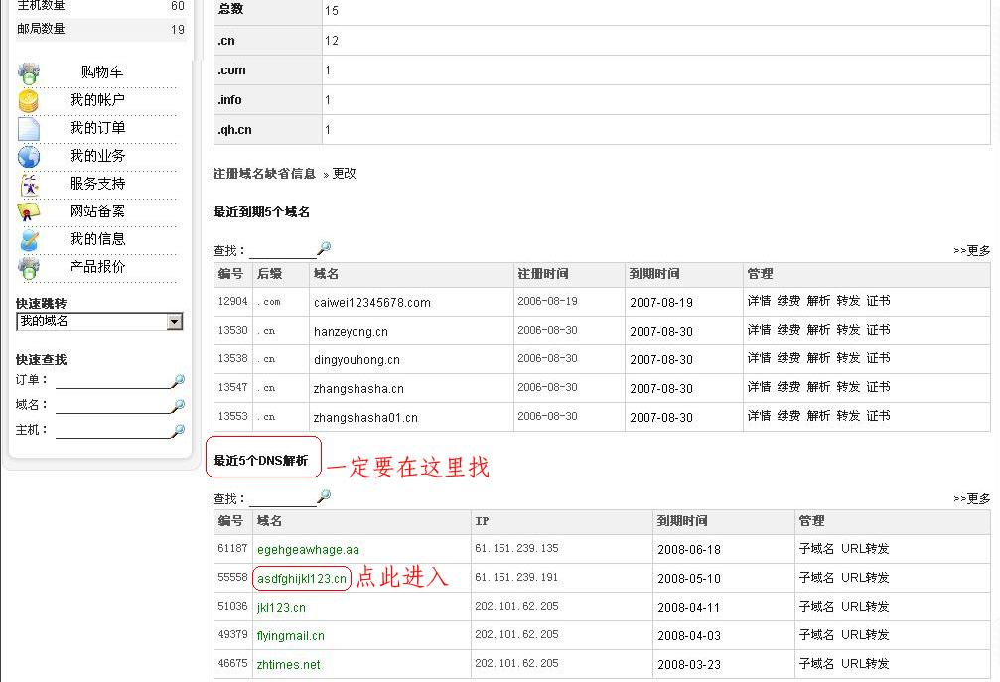 主机数量 60
邮局数量 19
购物车
我的帐户
我的订单
我的业务
服务支持
网站备案
我的信息
产品报价
快速跳转
我的域名
快速查找
订单：
域名：
主机：
总数 15
.cn 12
.com 1
.info 1
.qh.cn 1
注册域名缺省信息 » 更改
最近到期5个域名
查找： >>更多
编号 后缀 域名 注册时间 到期时间 管理
12904 .com caiwei12345678.com 2006-08-19 2007-08-19 详情 续费 解析 转发 证书
13530 .cn hanzeyong.cn 2006-08-30 2007-08-30 详情 续费 解析 转发 证书
13538 .cn dingyouhong.cn 2006-08-30 2007-08-30 详情 续费 解析 转发 证书
13547 .cn zhangshasha.cn 2006-08-30 2007-08-30 详情 续费 解析 转发 证书
13553 .cn zhangshasha01.cn 2006-08-30 2007-08-30 详情 续费 解析 转发 证书
最近5个DNS解析 一定要在这里找
查找： >>更多
编号 域名 IP 到期时间 管理
61187 egehgeawhage.aa 61.151.239.135 2008-06-18 子域名 URL转发
55558 asdfghijkl123.cn 点此进入 61.151.239.191 2008-05-10 子域名 URL转发
51036 jkl123.cn 202.101.62.205 2008-04-11 子域名 URL转发
49379 flyingmail.cn 202.101.62.205 2008-04-03 子域名 URL转发
46675 zhtimes.net 202.101.62.205 2008-03-23 子域名 URL转发